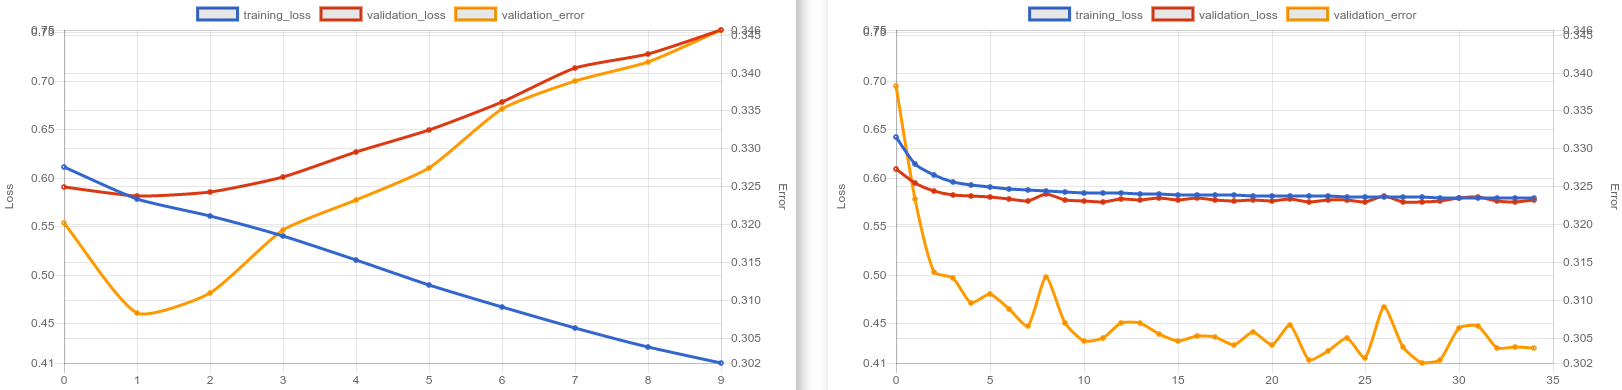 training_loss validation_loss validation_error
0.75 0.70 0.65 0.60 0.55 0.50 0.45 0.41
Loss
0.346 0.345 0.340 0.335 0.330 0.325 0.320 0.315 0.310 0.305 0.302
Error
0 1 2 3 4 5 6 7 8 9
training_loss validation_loss validation_error
0.75 0.70 0.65 0.60 0.55 0.50 0.45 0.41
Loss
0.346 0.345 0.340 0.335 0.330 0.325 0.320 0.315 0.310 0.305 0.302
Error
0 5 10 15 20 25 30 35